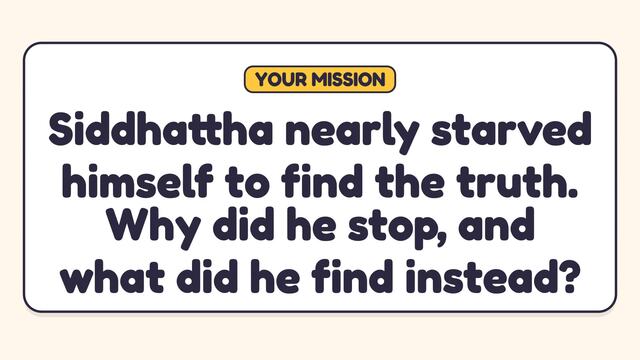 YOUR MISSION
Siddhattha nearly starved
himself to find the truth.
Why did he stop, and
what did he find instead?